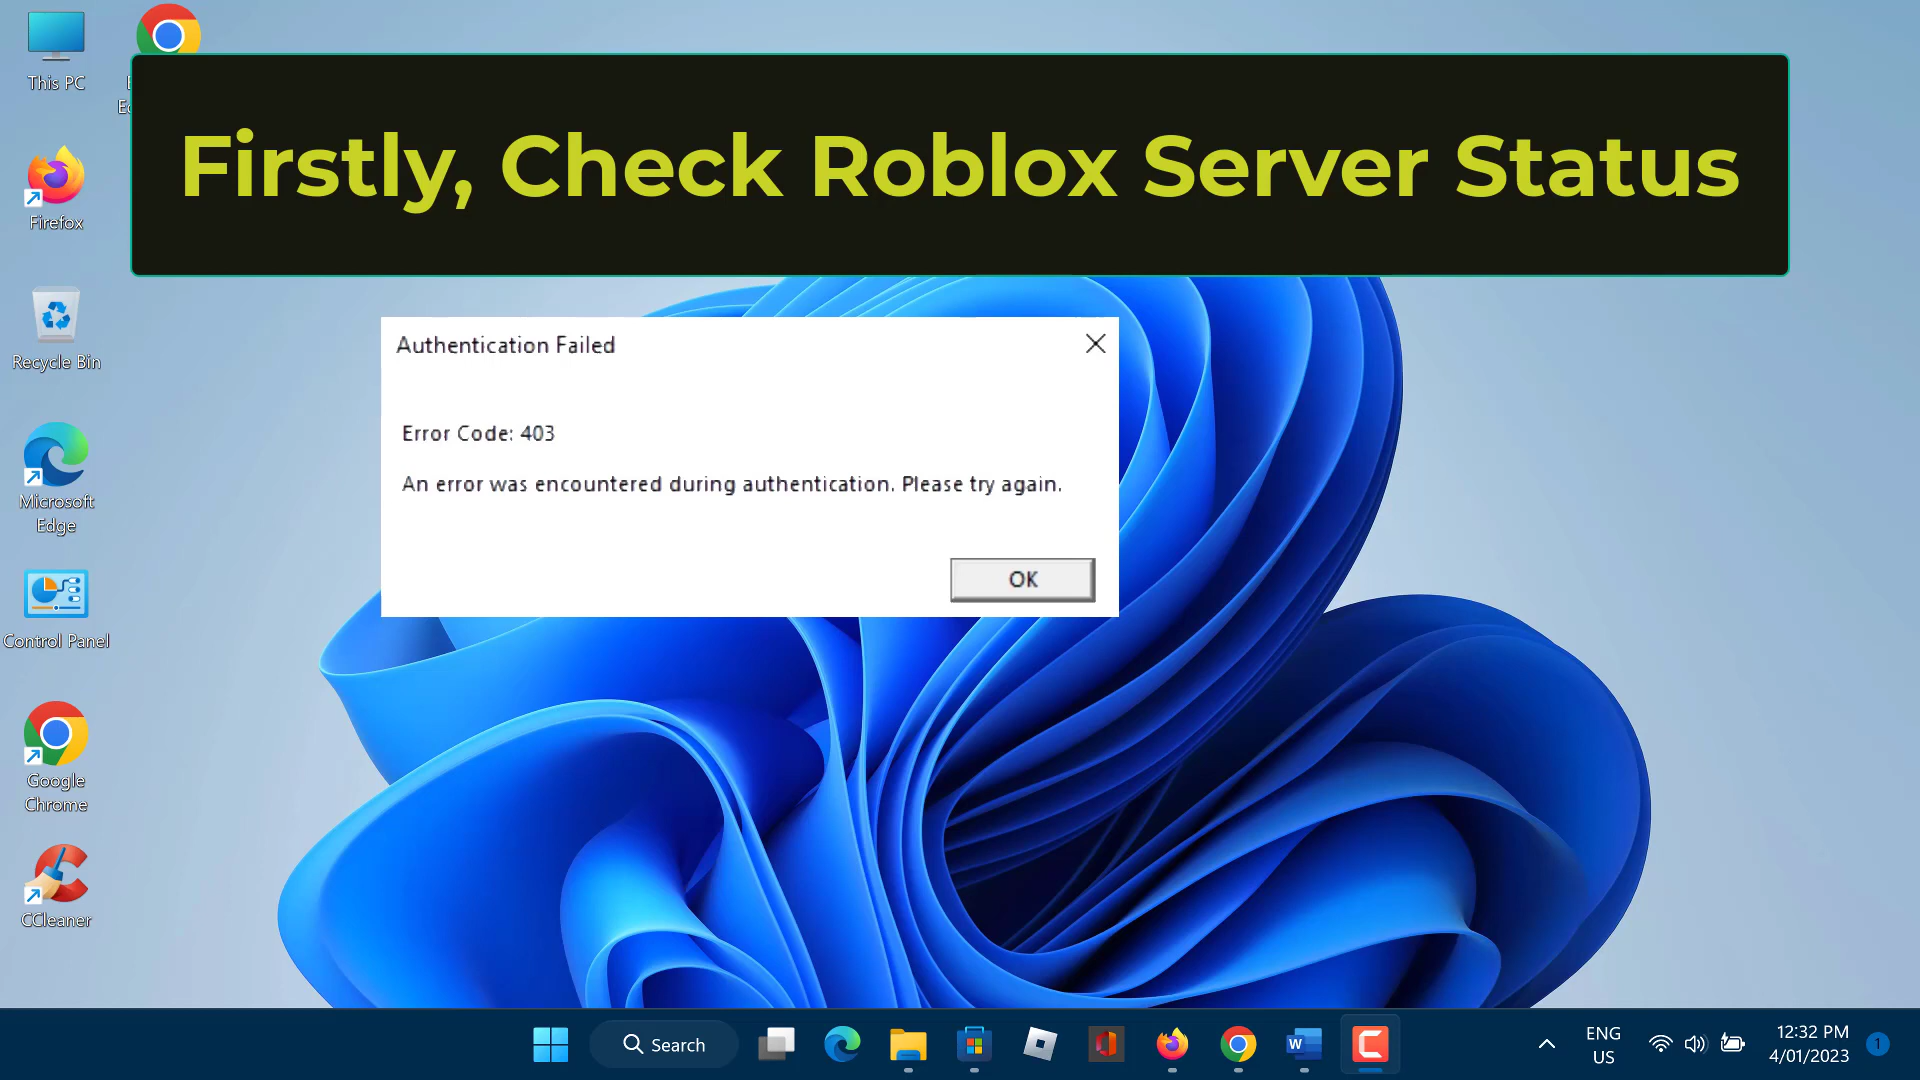 This PC
E
Ec
Firstly, Check Roblox Server Status
Firefox
Recycle Bin
Microsoft
Edge
Control Panel
Google
Chrome
CCleaner
Authentication Failed
Error Code: 403
An error was encountered during authentication. Please try again.
OK
Search
W
ENG
US
12:32 PM
4/01/2023
1